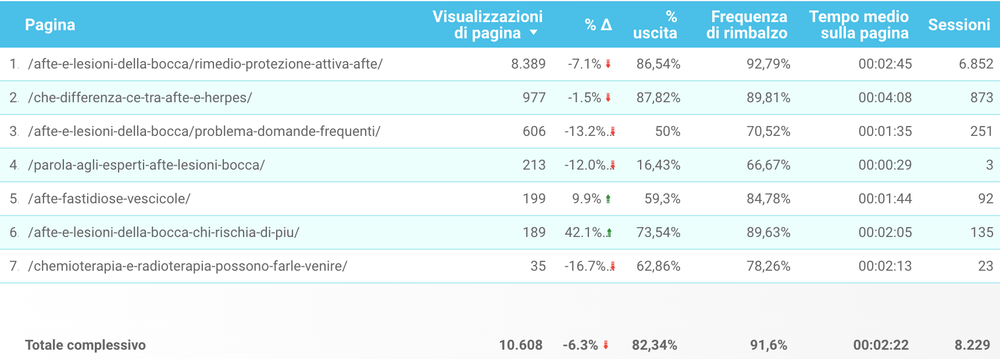 Pagina Visualizzazioni di pagina % Δ % uscita Frequenza di rimbalzo Tempo medio sulla pagina Sessioni
1. /afte-e-lesioni-della-bocca/rimedio-protezione-attiva-afte/ 8.389 -7.1% 86,54% 92,79% 00:02:45 6.852
2. /che-differenza-ce-tra-afte-e-herpes/ 977 -1.5% 87,82% 89,81% 00:04:08 873
3. /afte-e-lesioni-della-bocca/problema-domande-frequenti/ 606 -13.2%... 50% 70,52% 00:01:35 251
4. /parola-agli-esperti-afte-lesioni-bocca/ 213 -12.0%... 16,43% 66,67% 00:00:29 3
5. /afte-fastidiose-vescicole/ 199 9.9% 59,3% 84,78% 00:01:44 92
6. /afte-e-lesioni-della-bocca-chi-rischia-di-piu/ 189 42.1%... 73,54% 89,63% 00:02:05 135
7. /chemioterapia-e-radioterapia-possono-farle-venire/ 35 -16.7%... 62,86% 78,26% 00:02:13 23
Totale complessivo 10.608 -6.3% 82,34% 91,6% 00:02:22 8.229